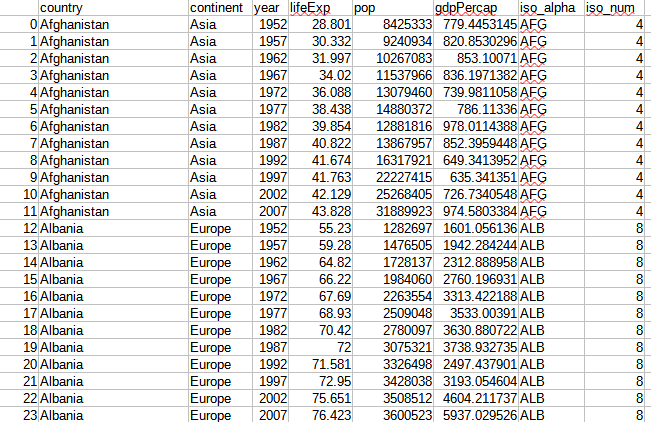 country continent year lifeExp pop gdpPercap iso_alpha iso_num
0 Afghanistan Asia 1952 28.801 8425333 779.4453145 AFG 4
1 Afghanistan Asia 1957 30.332 9240934 820.8530296 AFG 4
2 Afghanistan Asia 1962 31.997 10267083 853.10071 AFG 4
3 Afghanistan Asia 1967 34.02 11537966 836.1971382 AFG 4
4 Afghanistan Asia 1972 36.088 13079460 739.9811058 AFG 4
5 Afghanistan Asia 1977 38.438 14880372 786.11336 AFG 4
6 Afghanistan Asia 1982 39.854 12881816 978.0114388 AFG 4
7 Afghanistan Asia 1987 40.822 13867957 852.3959448 AFG 4
8 Afghanistan Asia 1992 41.674 16317921 649.3413952 AFG 4
9 Afghanistan Asia 1997 41.763 22227415 635.341351 AFG 4
10 Afghanistan Asia 2002 42.129 25268405 726.7340548 AFG 4
11 Afghanistan Asia 2007 43.828 31889923 974.5803384 AFG 4
12 Albania Europe 1952 55.23 1282697 1601.056136 ALB 8
13 Albania Europe 1957 59.28 1476505 1942.284244 ALB 8
14 Albania Europe 1962 64.82 1728137 2312.888958 ALB 8
15 Albania Europe 1967 66.22 1984060 2760.196931 ALB 8
16 Albania Europe 1972 67.69 2263554 3313.422188 ALB 8
17 Albania Europe 1977 68.93 2509048 3533.00391 ALB 8
18 Albania Europe 1982 70.42 2780097 3630.880722 ALB 8
19 Albania Europe 1987 72 3075321 3738.932735 ALB 8
20 Albania Europe 1992 71.581 3326498 2497.437901 ALB 8
21 Albania Europe 1997 72.95 3428038 3193.054604 ALB 8
22 Albania Europe 2002 75.651 3508512 4604.211737 ALB 8
23 Albania Europe 2007 76.423 3600523 5937.029526 ALB 8